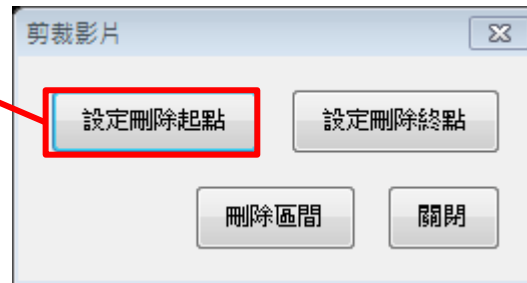 剪裁影片
設定刪除起點 設定刪除終點
刪除區間 關閉